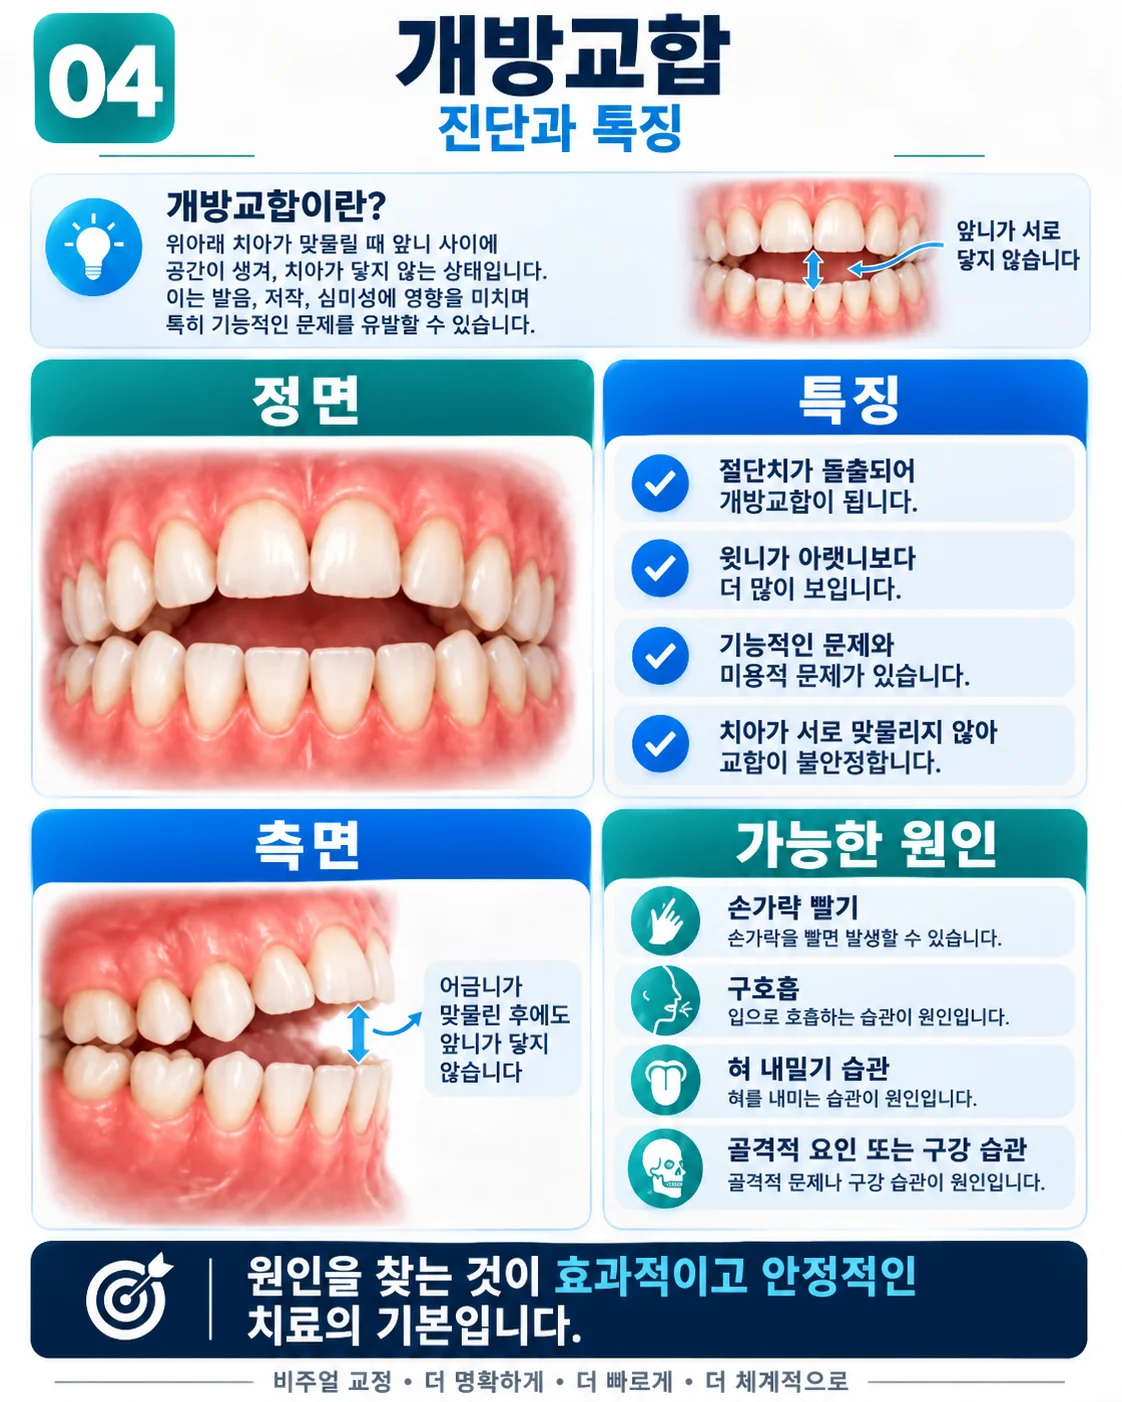 04
개방교합
진단과 톡징
개방교합이란?
위아래 치아가 맞물릴 때 앞니 사이에
공간이 생겨, 치아가 닿지 않는 상태입니다.
이는 발음, 저작, 심미성에 영향을 미치며
톡히 기능적인 문제를 유발할 수 있습니다.
앞니가 서로
닿지 않습니다
정면
특징
절단치가 돌출되어
개방교합이 됩니다.
윗니가 아랫니보다
더 많이 보입니다.
기능적인 문제와
미용적 문제가 있습니다.
치아가 서로 맞물리지 않아
교합이 불안정합니다.
측면
어금니가
맞물린 후에도
앞니가 닿지
않습니다
가능한 원인
손가략 빨기
손가락을 빨면 발생할 수 있습니다.
구호흡
입으로 호흡하는 습관이 원인입니다.
혀 내밀기 습관
혀를 내미는 습관이 원인입니다.
골격적 요인 또는 구강 습관
골격적 문제나 구강 습관이 원인입니다.
원인을 찾는 것이 효과적이고 안정적인
치료의 기본입니다.
비주얼 교정 • 더 명확하게 • 더 빠르게 • 더 체계적으로